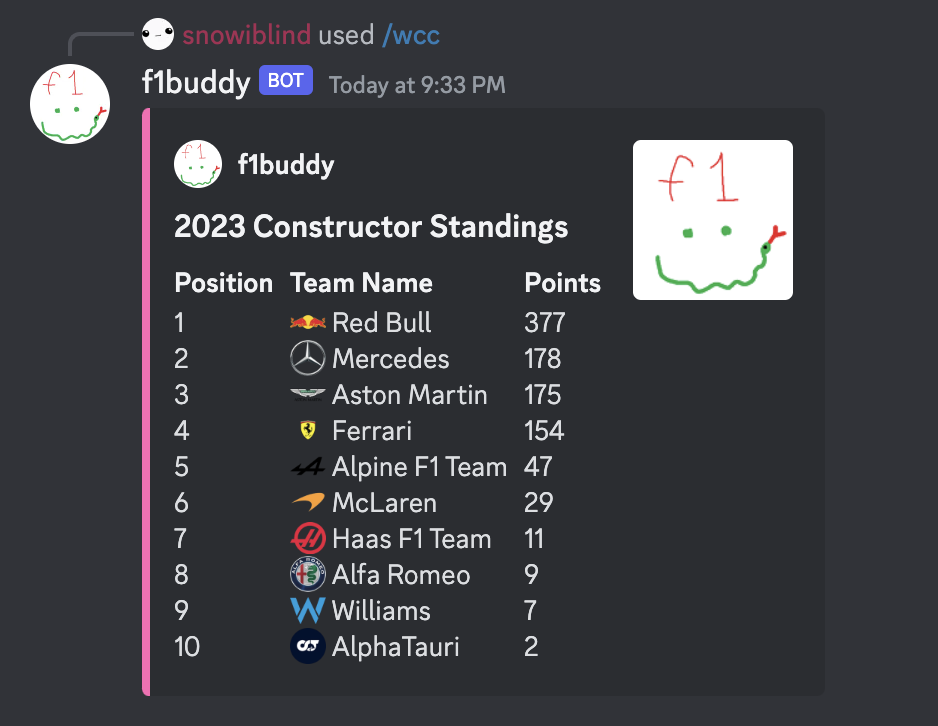 snowiblind used /wcc
f1buddy BOT Today at 9:33 PM
f1
f1 f1buddy
f1
2023 Constructor Standings
Position Team Name Points
1 Red Bull 377
2 Mercedes 178
3 Aston Martin 175
4 Ferrari 154
5 Alpine F1 Team 47
6 McLaren 29
7 Haas F1 Team 11
8 Alfa Romeo 9
9 Williams 7
10 AlphaTauri 2